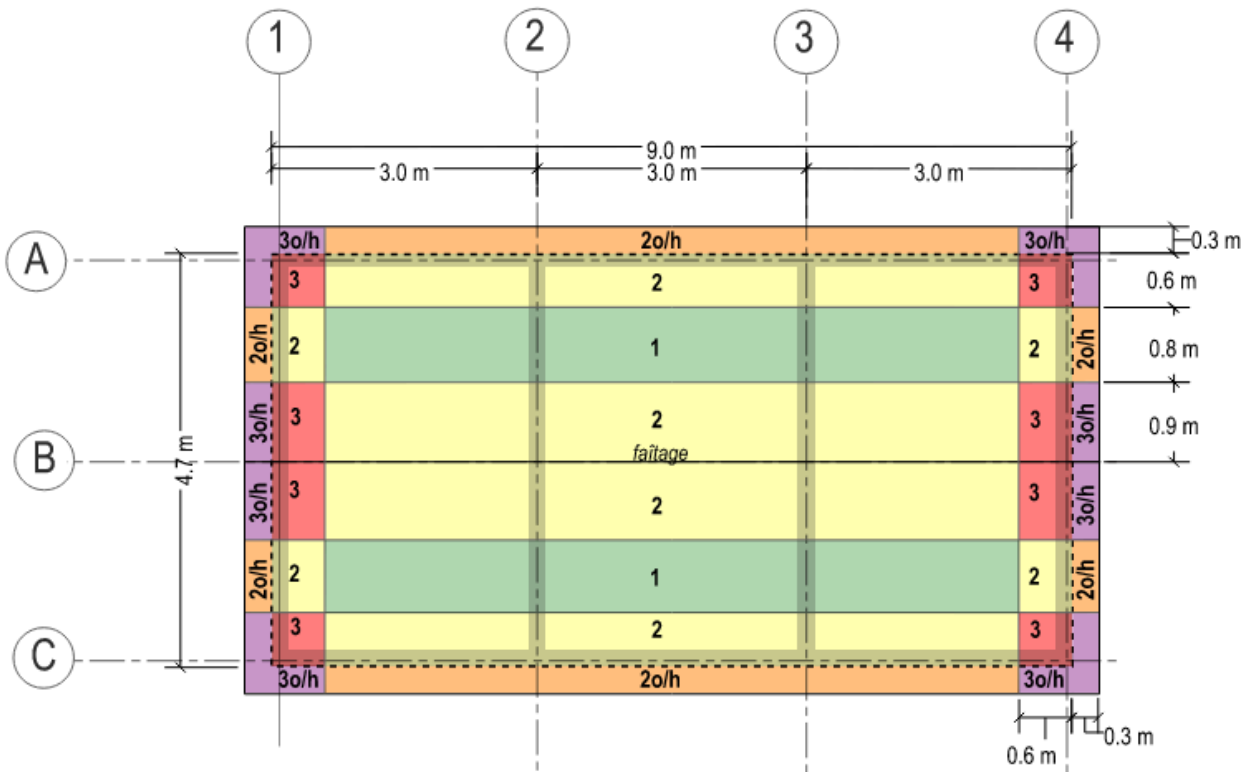 1 2 3 4
9.0 m
3.0 m 3.0 m 3.0 m
3o/h 2o/h 3o/h 0.3 m
A
3 2 3 0.6 m
2o/h 2 1 2 2o/h 0.8 m
3o/h 3 2 3 3o/h 0.9 m
B faîtage
4.7 m
3o/h 3 2 3 3o/h
2o/h 2 1 2 2o/h
3 2 3
C
3o/h 2o/h 3o/h
0.6 m 0.3 m